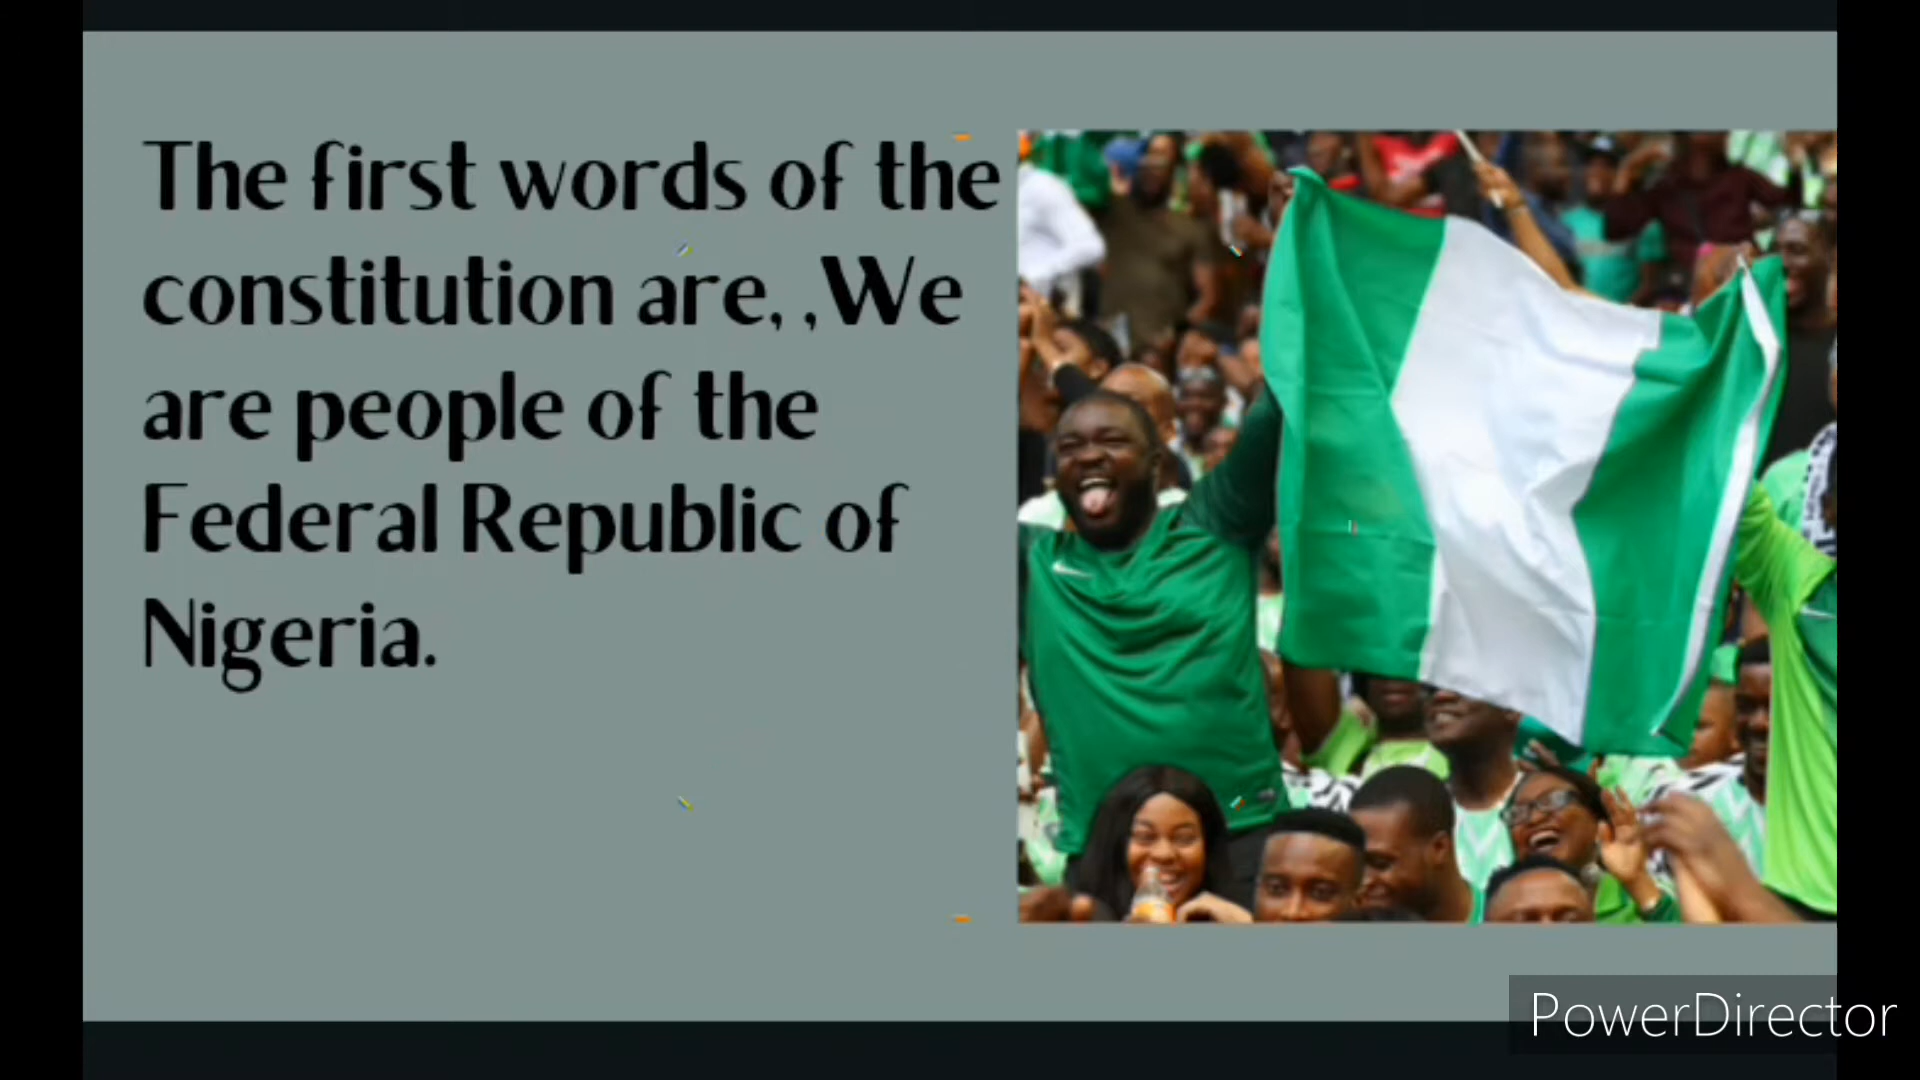 The first words of the
constitution are, ,We
are people of the
Federal Republic of
Nigeria.
PowerDirector